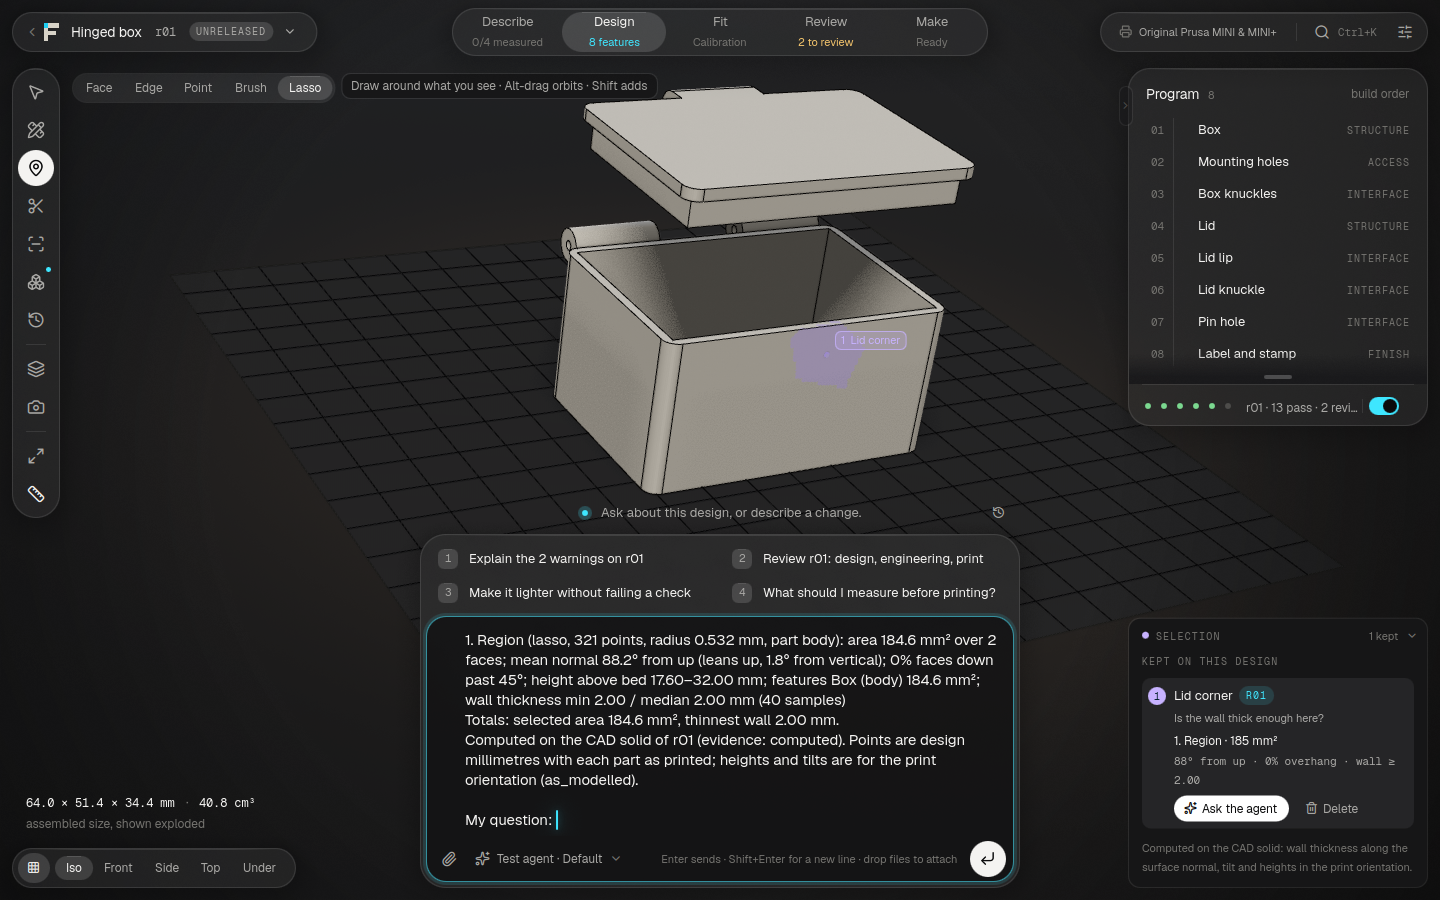 Hinged box r01 UNRELEASED
Describe
0/4 measured
Design
8 features
Fit
Calibration
Review
2 to review
Make
Ready
Original Prusa MINI & MINI+
Ctrl+K
Face Edge Point Brush Lasso
Draw around what you see · Alt-drag orbits · Shift adds
Program 8 build order
01 Box STRUCTURE
02 Mounting holes ACCESS
03 Box knuckles INTERFACE
04 Lid STRUCTURE
05 Lid lip INTERFACE
06 Lid knuckle INTERFACE
07 Pin hole INTERFACE
08 Label and stamp FINISH
r01 · 13 pass · 2 revi…
1 Lid corner
Ask about this design, or describe a change.
1 Explain the 2 warnings on r01
2 Review r01: design, engineering, print
3 Make it lighter without failing a check
4 What should I measure before printing?
1. Region (lasso, 321 points, radius 0.532 mm, part body): area 184.6 mm² over 2
faces; mean normal 88.2° from up (leans up, 1.8° from vertical); 0% faces down
past 45°; height above bed 17.60–32.00 mm; features Box (body) 184.6 mm²;
wall thickness min 2.00 / median 2.00 mm (40 samples)
Totals: selected area 184.6 mm², thinnest wall 2.00 mm.
Computed on the CAD solid of r01 (evidence: computed). Points are design
millimetres with each part as printed; heights and tilts are for the print
orientation (as_modelled).
My question:
Test agent · Default
Enter sends · Shift+Enter for a new line · drop files to attach
SELECTION 1 kept
KEPT ON THIS DESIGN
1 Lid corner R01
Is the wall thick enough here?
1. Region · 185 mm²
88° from up · 0% overhang · wall ≥
2.00
Ask the agent Delete
Computed on the CAD solid: wall thickness along the
surface normal, tilt and heights in the print orientation.
64.0 × 51.4 × 34.4 mm · 40.8 cm³
assembled size, shown exploded
Iso Front Side Top Under